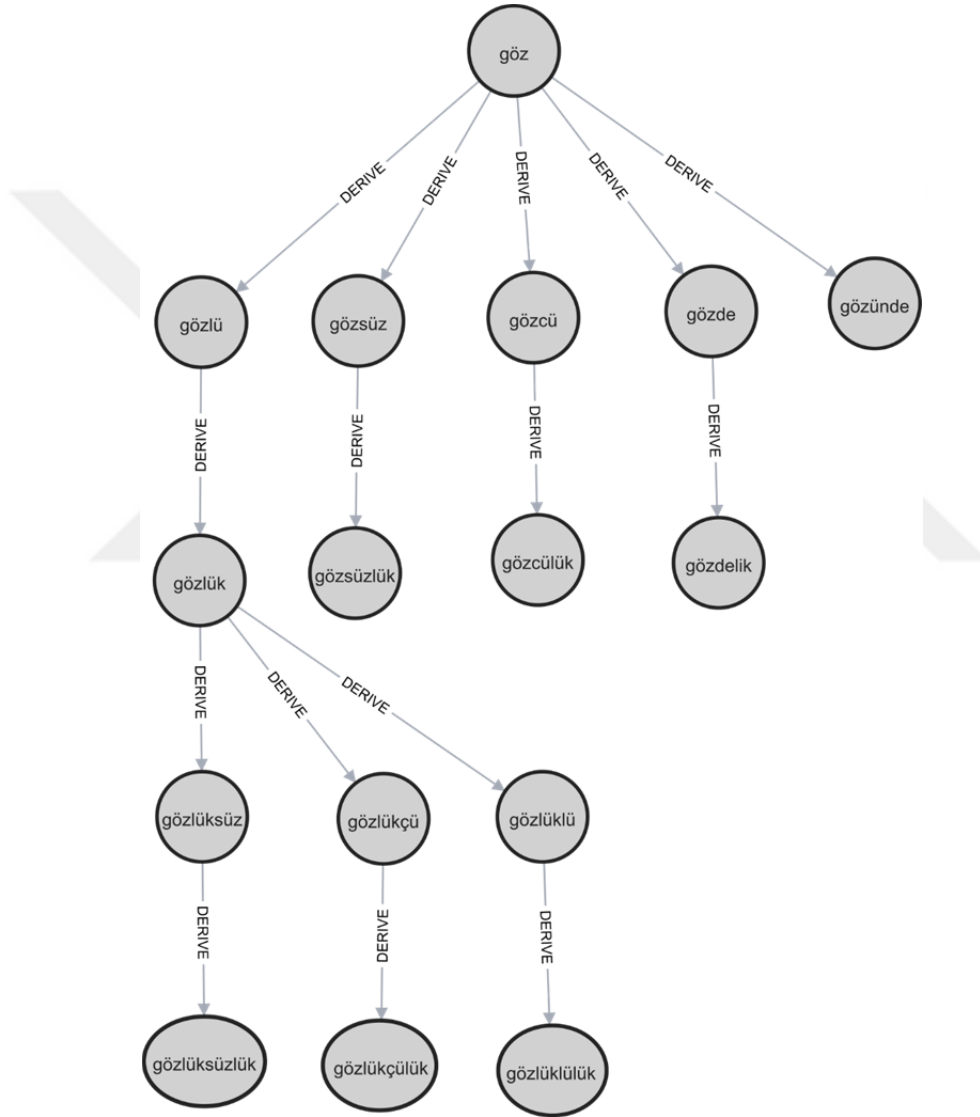 göz
DERIVE
DERIVE
DERIVE
DERIVE
DERIVE
gözlü
gözsüz
gözcü
gözde
gözünde
DERIVE
DERIVE
DERIVE
DERIVE
gözlük
gözsüzlük
gözcülük
gözdelik
DERIVE
DERIVE
DERIVE
gözlüksüz
gözlükçü
gözlüklü
DERIVE
DERIVE
DERIVE
gözlüksüzlük
gözlükçülük
gözlüklülük